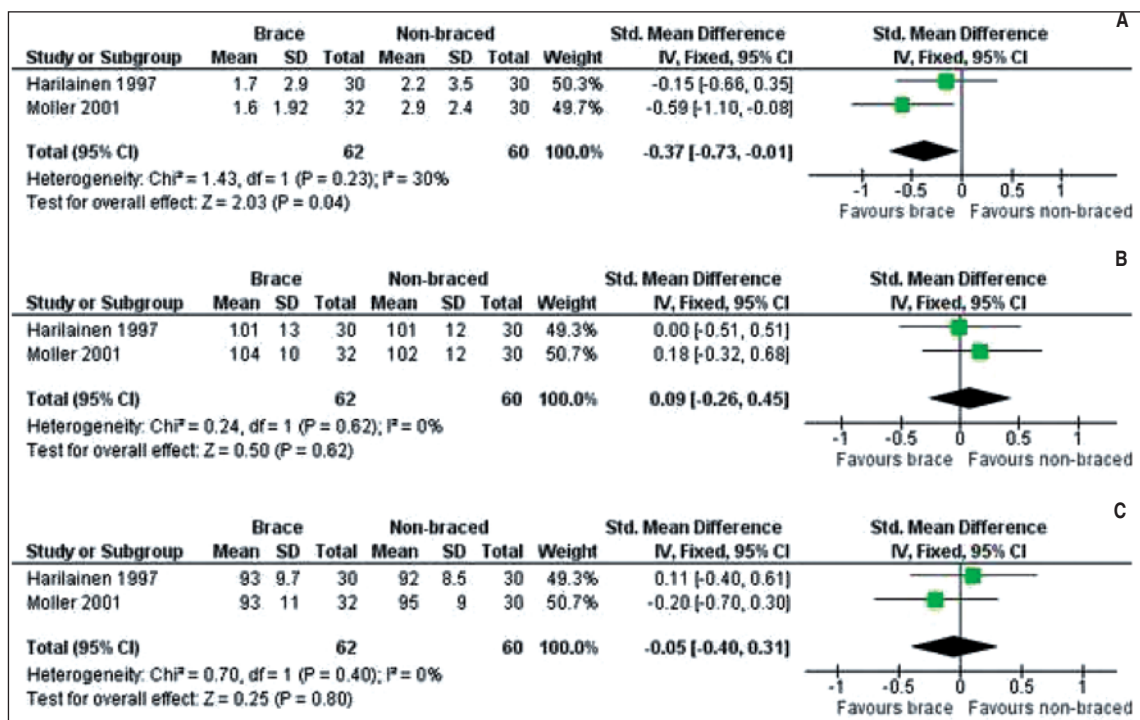 A
Brace Non-braced Std. Mean Difference Std. Mean Difference
Study or Subgroup Mean SD Total Mean SD Total Weight IV, Fixed, 95% CI IV, Fixed, 95% CI
Harilainen 1997 1.7 2.9 30 2.2 3.5 30 50.3% -0.15 [-0.66, 0.35]
Moller 2001 1.6 1.92 32 2.9 2.4 30 49.7% -0.59 [-1.10, -0.08]
Total (95% CI) 62 60 100.0% -0.37 [-0.73, -0.01]
Heterogeneity: Chi² = 1.43, df = 1 (P = 0.23); I² = 30%
Test for overall effect: Z = 2.03 (P = 0.04)
-1 -0.5 0 0.5 1
Favours brace Favours non-braced
B
Brace Non-braced Std. Mean Difference Std. Mean Difference
Study or Subgroup Mean SD Total Mean SD Total Weight IV, Fixed, 95% CI IV, Fixed, 95% CI
Harilainen 1997 101 13 30 101 12 30 49.3% 0.00 [-0.51, 0.51]
Moller 2001 104 10 32 102 12 30 50.7% 0.18 [-0.32, 0.68]
Total (95% CI) 62 60 100.0% 0.09 [-0.26, 0.45]
Heterogeneity: Chi² = 0.24, df = 1 (P = 0.62); I² = 0%
Test for overall effect: Z = 0.50 (P = 0.62)
-1 -0.5 0 0.5 1
Favours brace Favours non-braced
C
Brace Non-braced Std. Mean Difference Std. Mean Difference
Study or Subgroup Mean SD Total Mean SD Total Weight IV, Fixed, 95% CI IV, Fixed, 95% CI
Harilainen 1997 93 9.7 30 92 8.5 30 49.3% 0.11 [-0.40, 0.61]
Moller 2001 93 11 32 95 9 30 50.7% -0.20 [-0.70, 0.30]
Total (95% CI) 62 60 100.0% -0.05 [-0.40, 0.31]
Heterogeneity: Chi² = 0.70, df = 1 (P = 0.40); I² = 0%
Test for overall effect: Z = 0.25 (P = 0.80)
-1 -0.5 0 0.5 1
Favours brace Favours non-braced